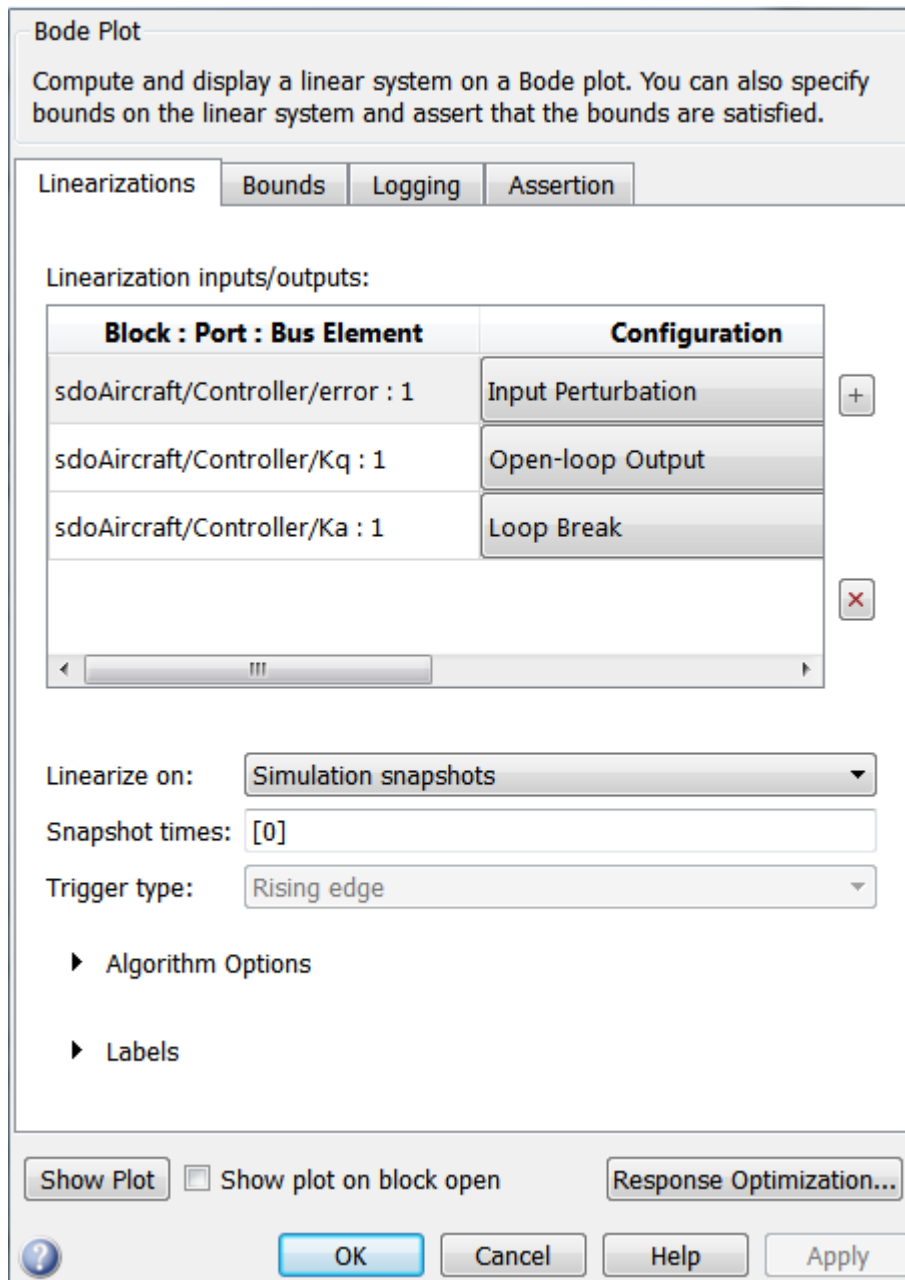 Bode Plot
Compute and display a linear system on a Bode plot. You can also specify
bounds on the linear system and assert that the bounds are satisfied.
Linearizations Bounds Logging Assertion
Linearization inputs/outputs:
Block : Port : Bus Element Configuration
sdoAircraft/Controller/error : 1 Input Perturbation
+
sdoAircraft/Controller/Kq : 1 Open-loop Output
sdoAircraft/Controller/Ka : 1 Loop Break
Linearize on: Simulation snapshots
Snapshot times: [0]
Trigger type: Rising edge
Algorithm Options
Labels
Show Plot Show plot on block open Response Optimization...
? OK Cancel Help Apply